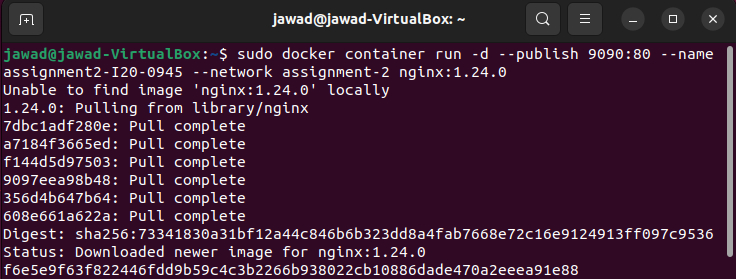 jawad@jawad-VirtualBox: ~
jawad@jawad-VirtualBox:~$ sudo docker container run -d --publish 9090:80 --name
assignment2-I20-0945 --network assignment-2 nginx:1.24.0
Unable to find image 'nginx:1.24.0' locally
1.24.0: Pulling from library/nginx
7dbc1adf280e: Pull complete
a7184f3665ed: Pull complete
f144d5d97503: Pull complete
9097eea98b48: Pull complete
356d4b647b64: Pull complete
608e661a622a: Pull complete
Digest: sha256:73341830a31bf12a44c846b6b323dd8a4fab7668e72c16e9124913ff097c9536
Status: Downloaded newer image for nginx:1.24.0
f6e5e9f63f822446fdd9b59c4c3b2266b938022cb10886dade470a2eeea91e88